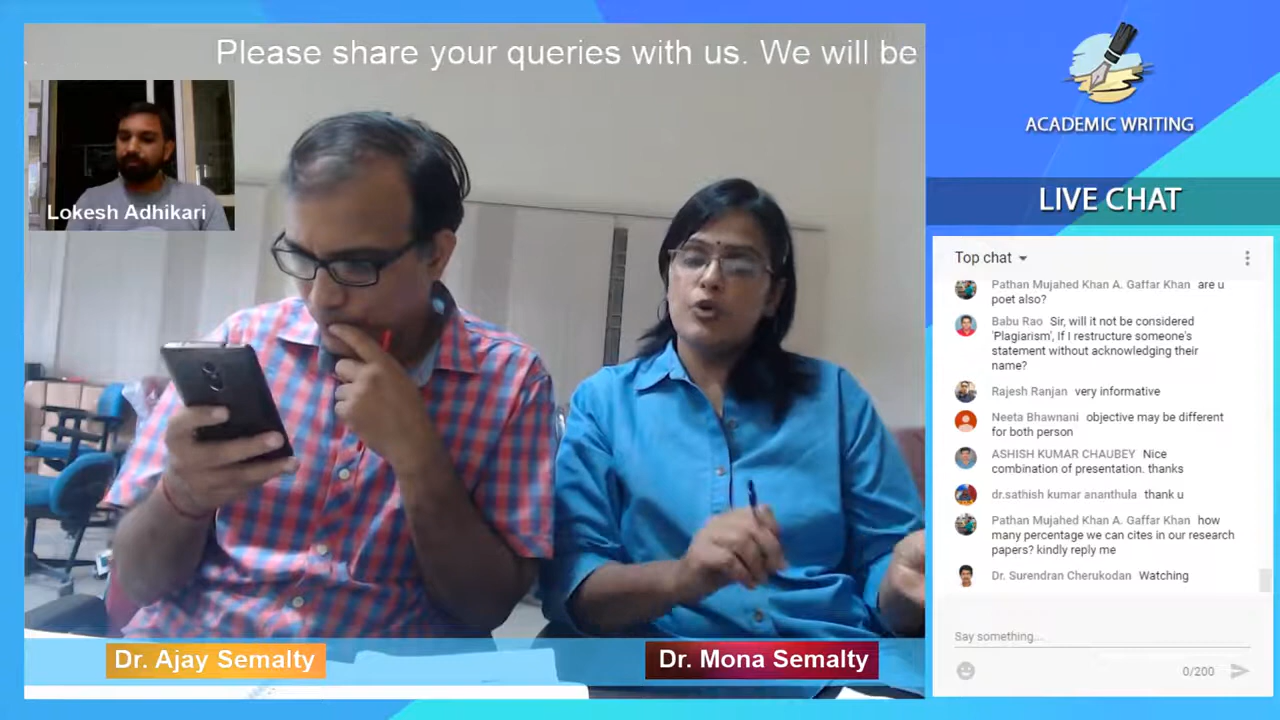 Please share your queries with us. We will be
Lokesh Adhikari
Dr. Ajay Semalty
Dr. Mona Semalty
ACADEMIC WRITING
LIVE CHAT
Top chat
Pathan Mujahed Khan A. Gaffar Khan are u
poet also?
Babu Rao Sir, will it not be considered
'Plagiarism', If I restructure someone's
statement without acknowledging their
name?
Rajesh Ranjan very informative
Neeta Bhawnani objective may be different
for both person
ASHISH KUMAR CHAUBEY Nice
combination of presentation. thanks
dr.sathish kumar ananthula thank u
Pathan Mujahed Khan A. Gaffar Khan how
many percentage we can cites in our research
papers? kindly reply me
Dr. Surendran Cherukodan Watching
Say something...
0/200